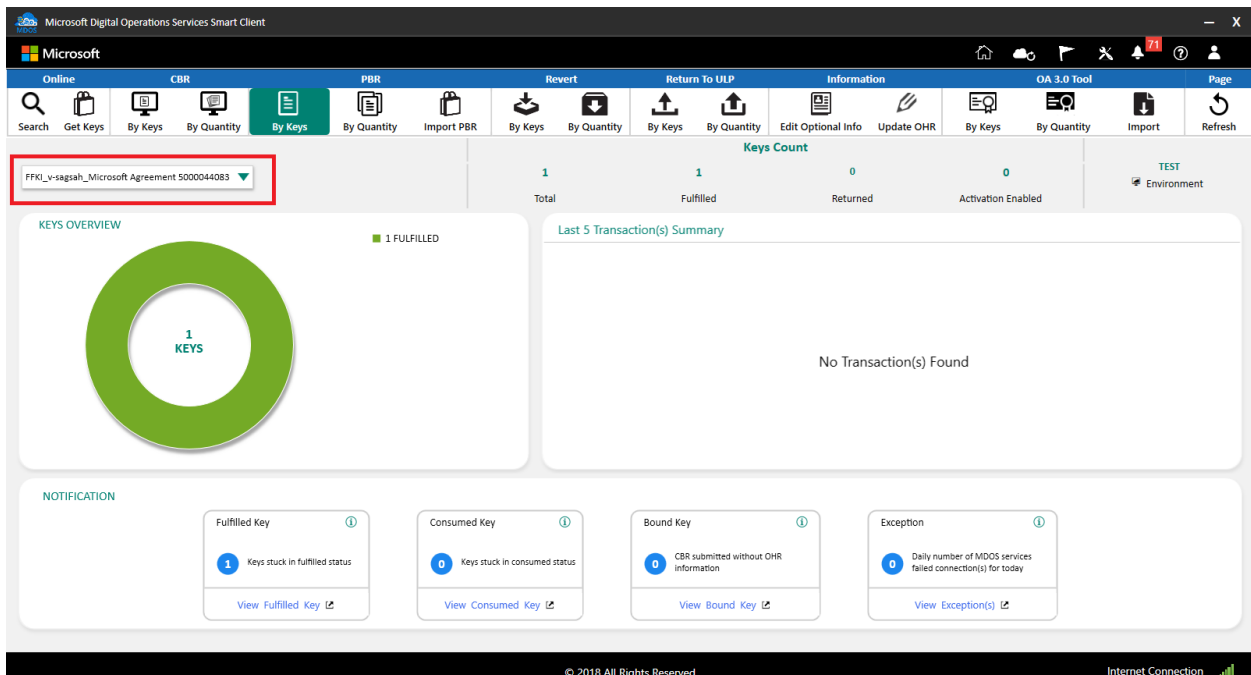 MDOS
Microsoft Digital Operations Services Smart Client
– X
Microsoft
71
Online CBR PBR Revert Return To ULP Information OA 3.0 Tool Page
Search Get Keys By Keys By Quantity By Keys By Quantity Import PBR By Keys By Quantity By Keys By Quantity Edit Optional Info Update OHR By Keys By Quantity Import Refresh
Keys Count
FFKI_v-sagsah_Microsoft Agreement 5000044083
1 1 0 0
Total Fulfilled Returned Activation Enabled
TEST
Environment
KEYS OVERVIEW
1 FULFILLED
1
KEYS
Last 5 Transaction(s) Summary
No Transaction(s) Found
NOTIFICATION
Fulfilled Key
1 Keys stuck in fulfilled status
View Fulfilled Key
Consumed Key
0 Keys stuck in consumed status
View Consumed Key
Bound Key
0 CBR submitted without OHR
information
View Bound Key
Exception
0 Daily number of MDOS services
failed connection(s) for today
View Exception(s)
© 2018 All Rights Reserved
Internet Connection